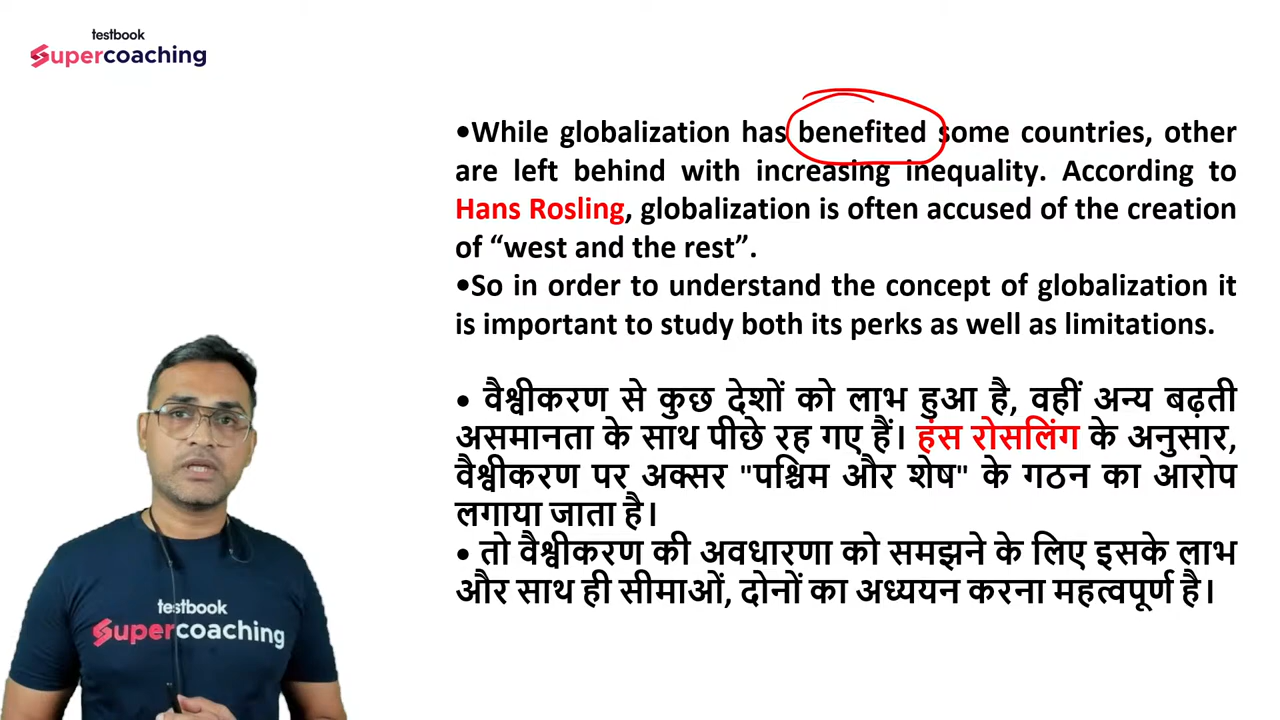 testbook
Supercoaching
•While globalization has benefited some countries, other
are left behind with increasing inequality. According to
Hans Rosling, globalization is often accused of the creation
of “west and the rest”.
•So in order to understand the concept of globalization it
is important to study both its perks as well as limitations.
• वैश्वीकरण से कुछ देशों को लाभ हुआ है, वहीं अन्य बढ़ती
असमानता के साथ पीछे रह गए हैं। हंस रोसलिंग के अनुसार,
वैश्वीकरण पर अक्सर "पश्चिम और शेष" के गठन का आरोप
लगाया जाता है।
• तो वैश्वीकरण की अवधारणा को समझने के लिए इसके लाभ
और साथ ही सीमाओं, दोनों का अध्ययन करना महत्वपूर्ण है।
testbook
Supercoaching